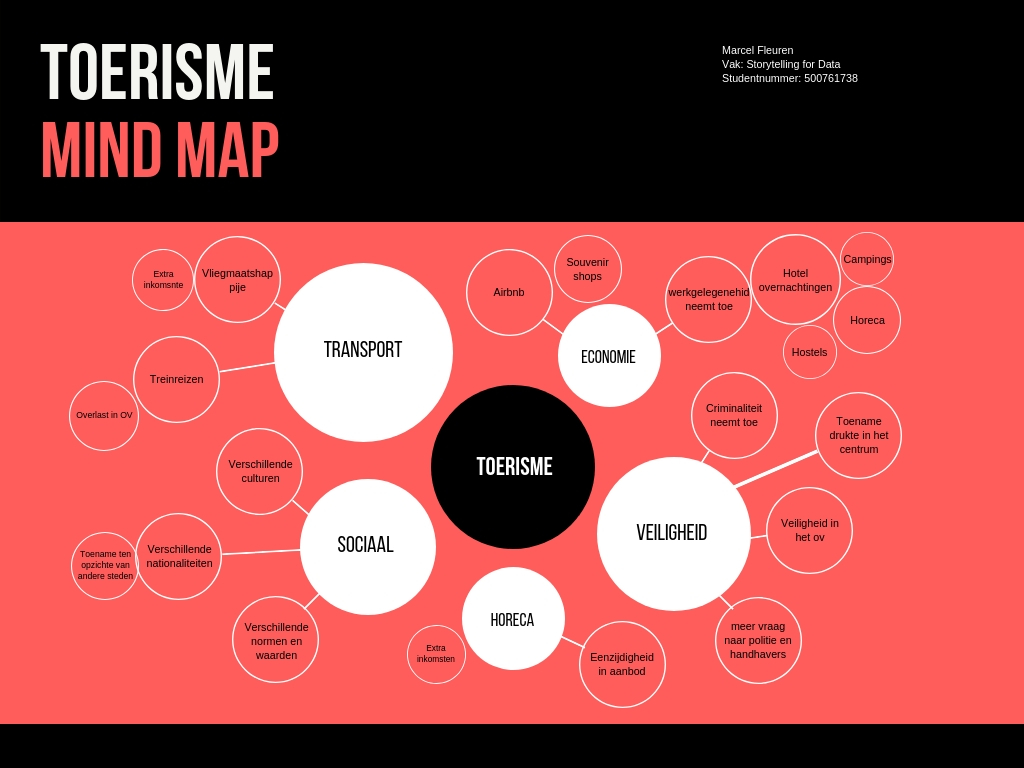 TOERISME
MIND MAP
Marcel Fleuren
Vak: Storytelling for Data
Studentnummer: 500761738
Extra
inkomsnte
Vliegmaatshap
pije
TRANSPORT
Treinreizen
Overlast in OV
Airbnb
Souvenir
shops
ECONOMIE
werkgelegenehid
neemt toe
Hotel
overnachtingen
Campings
Horeca
Hostels
TOERISME
Criminaliteit
neemt toe
Toename
drukte in het
centrum
VEILIGHEID
Veiligheid in
het ov
meer vraag
naar politie en
handhavers
Verschillende
culturen
SOCIAAL
Verschillende
nationaliteiten
Toename ten
opzichte van
andere steden
Verschillende
normen en
waarden
HORECA
Extra
inkomsten
Eenzijdigheid
in aanbod